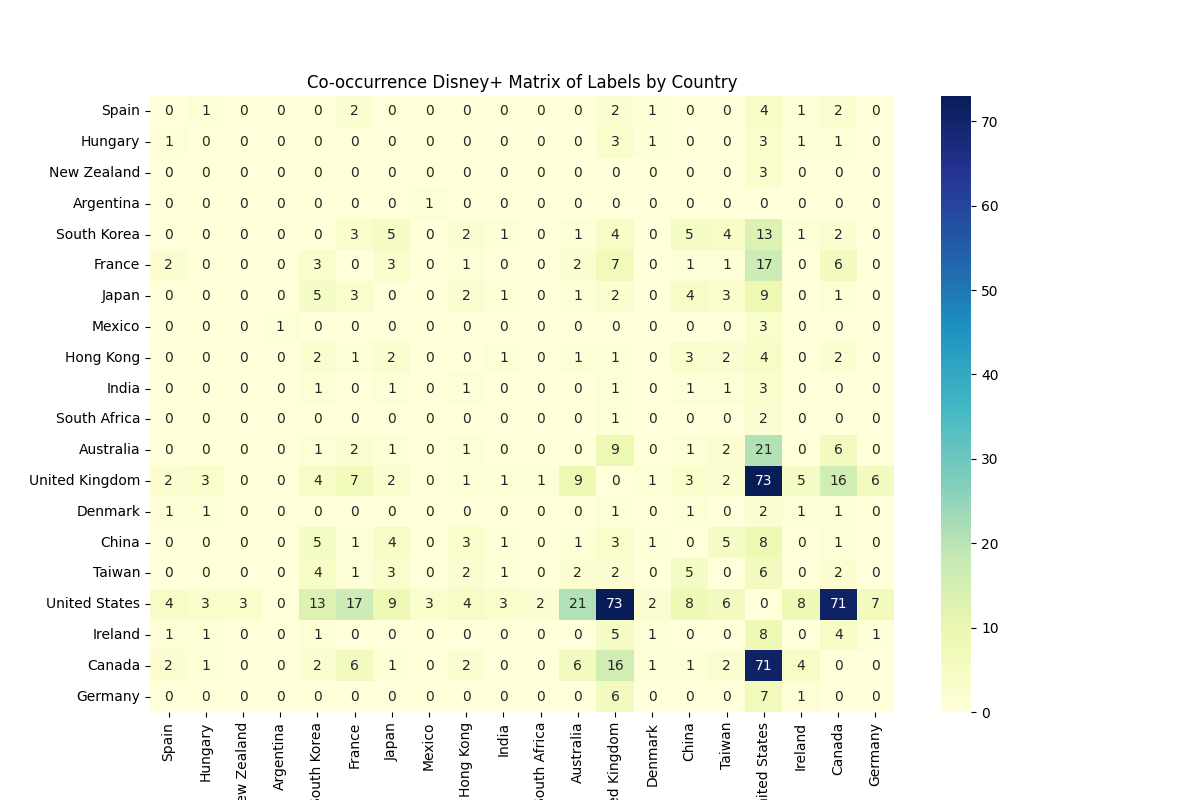 Co-occurrence Disney+ Matrix of Labels by Country
Spain 0 1 0 0 0 2 0 0 0 0 0 0 2 1 0 0 4 1 2 0
Hungary 1 0 0 0 0 0 0 0 0 0 0 0 3 1 0 0 3 1 1 0
New Zealand 0 0 0 0 0 0 0 0 0 0 0 0 0 0 0 0 3 0 0 0
Argentina 0 0 0 0 0 0 0 1 0 0 0 0 0 0 0 0 0 0 0 0
South Korea 0 0 0 0 0 3 5 0 2 1 0 1 4 0 5 4 13 1 2 0
France 2 0 0 0 3 0 3 0 1 0 0 2 7 0 1 1 17 0 6 0
Japan 0 0 0 0 5 3 0 0 2 1 0 1 2 0 4 3 9 0 1 0
Mexico 0 0 0 1 0 0 0 0 0 0 0 0 0 0 0 0 3 0 0 0
Hong Kong 0 0 0 0 2 1 2 0 0 1 0 1 1 0 3 2 4 0 2 0
India 0 0 0 0 1 0 1 0 1 0 0 0 1 0 1 1 3 0 0 0
South Africa 0 0 0 0 0 0 0 0 0 0 0 0 1 0 0 0 2 0 0 0
Australia 0 0 0 0 1 2 1 0 1 0 0 0 9 0 1 2 21 0 6 0
United Kingdom 2 3 0 0 4 7 2 0 1 1 1 9 0 1 3 2 73 5 16 6
Denmark 1 1 0 0 0 0 0 0 0 0 0 0 1 0 1 0 2 1 1 0
China 0 0 0 0 5 1 4 0 3 1 0 1 3 1 0 5 8 0 1 0
Taiwan 0 0 0 0 4 1 3 0 2 1 0 2 2 0 5 0 6 0 2 0
United States 4 3 3 0 13 17 9 3 4 3 2 21 73 2 8 6 0 8 71 7
Ireland 1 1 0 0 1 0 0 0 0 0 0 0 5 1 0 0 8 0 4 1
Canada 2 1 0 0 2 6 1 0 2 0 0 6 16 1 1 2 71 4 0 0
Germany 0 0 0 0 0 0 0 0 0 0 0 0 6 0 0 0 7 1 0 0
Spain
Hungary
ew Zealand
Argentina
outh Korea
France
Japan
Mexico
Hong Kong
India
outh Africa
Australia
ed Kingdom
Denmark
China
Taiwan
nited States
Ireland
Canada
Germany
70
60
50
40
30
20
10
0